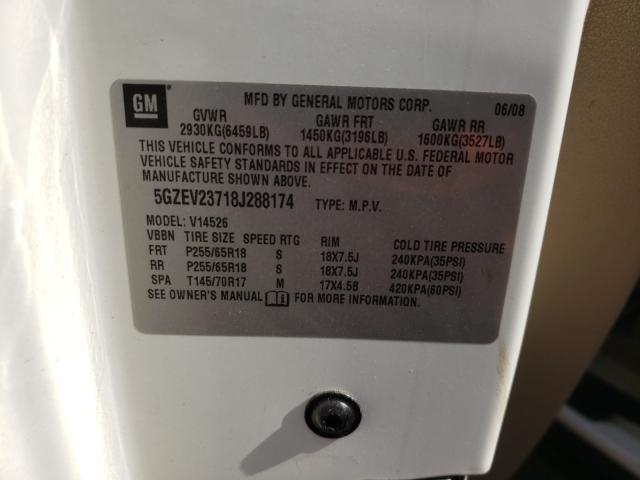 GM
MFD BY GENERAL MOTORS CORP. 06/08
GVWR GAWR FRT GAWR RR
2930KG(6459LB) 1450KG(3196LB) 1600KG(3527LB)
THIS VEHICLE CONFORMS TO ALL APPLICABLE U.S. FEDERAL MOTOR
VEHICLE SAFETY STANDARDS IN EFFECT ON THE DATE OF
MANUFACTURE SHOWN ABOVE.
5GZEV23718J288174 TYPE: M.P.V.
MODEL: V14526
VBBN TIRE SIZE SPEED RTG RIM COLD TIRE PRESSURE
FRT P255/65R18 S 18X7.5J 240KPA(35PSI)
RR P255/65R18 S 18X7.5J 240KPA(35PSI)
SPA T145/70R17 M 17X4.5B 420KPA(60PSI)
SEE OWNER'S MANUAL FOR MORE INFORMATION.